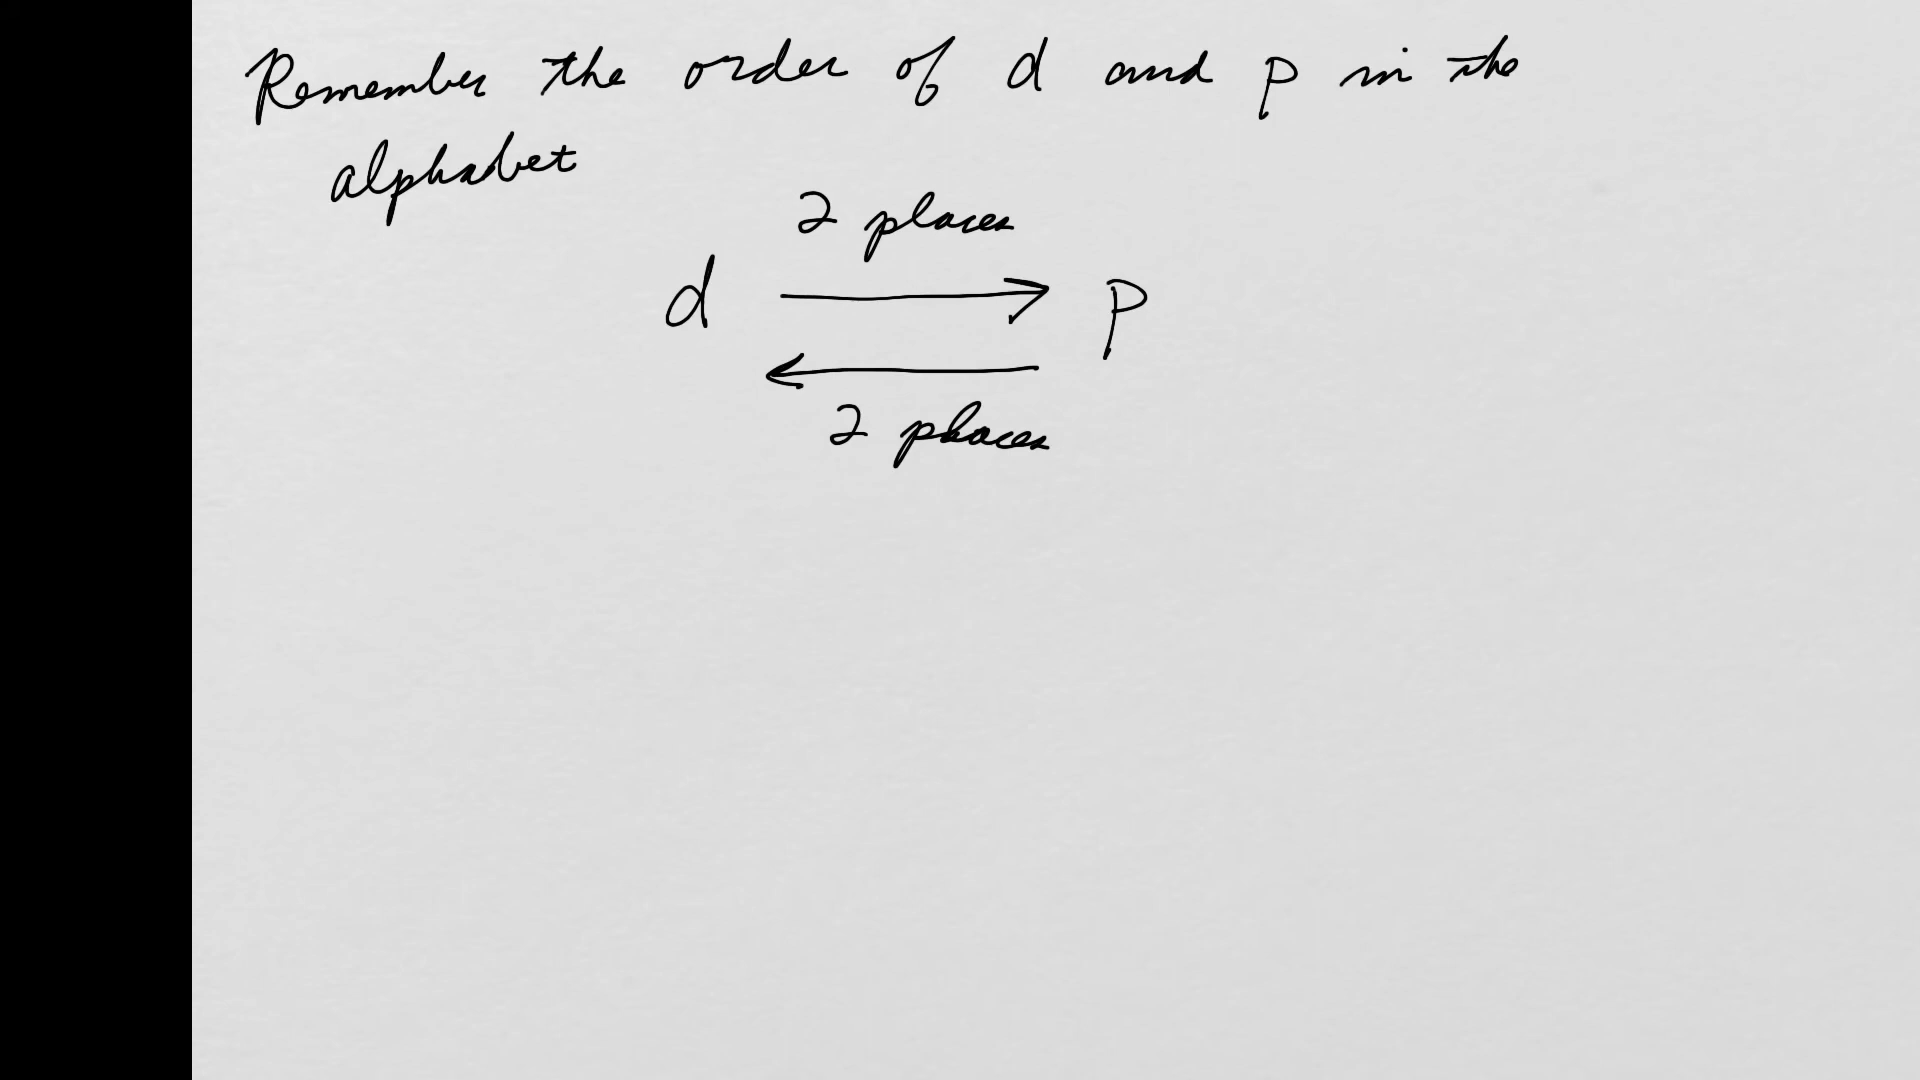 Remember the order of d and p in the
alphabet
2 places
d → p
←
2 places